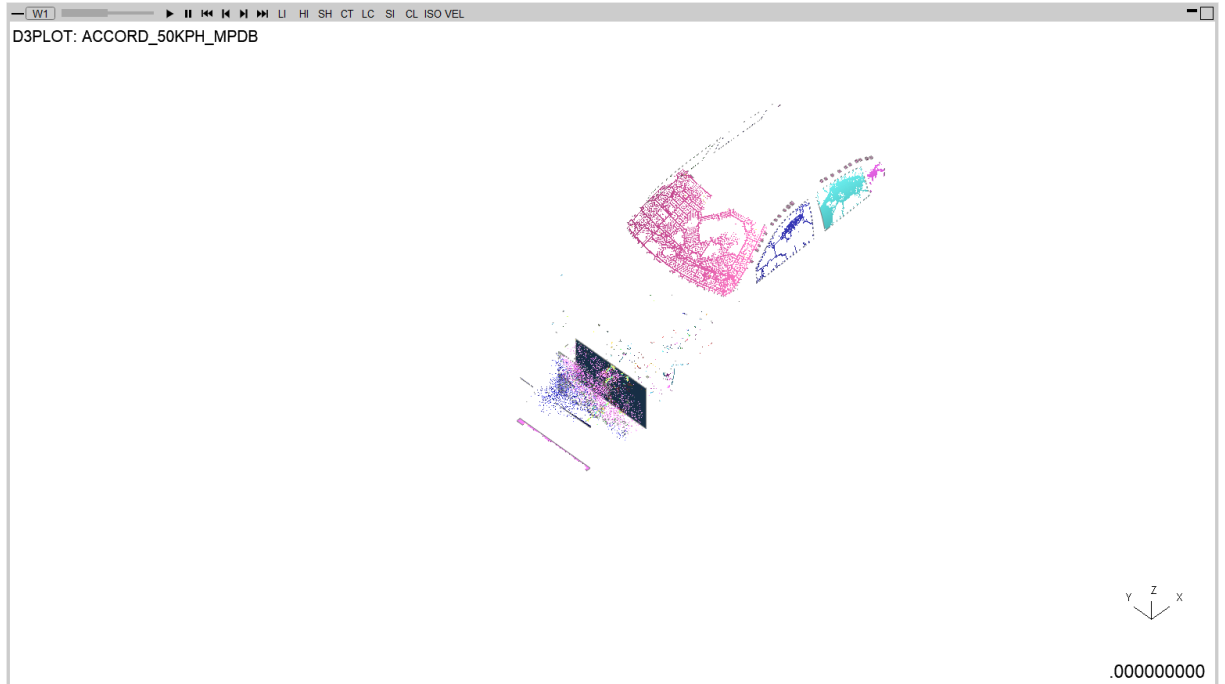 W1 LI HI SH CT LC SI CL ISO VEL
D3PLOT: ACCORD_50KPH_MPDB
Y Z X
.000000000